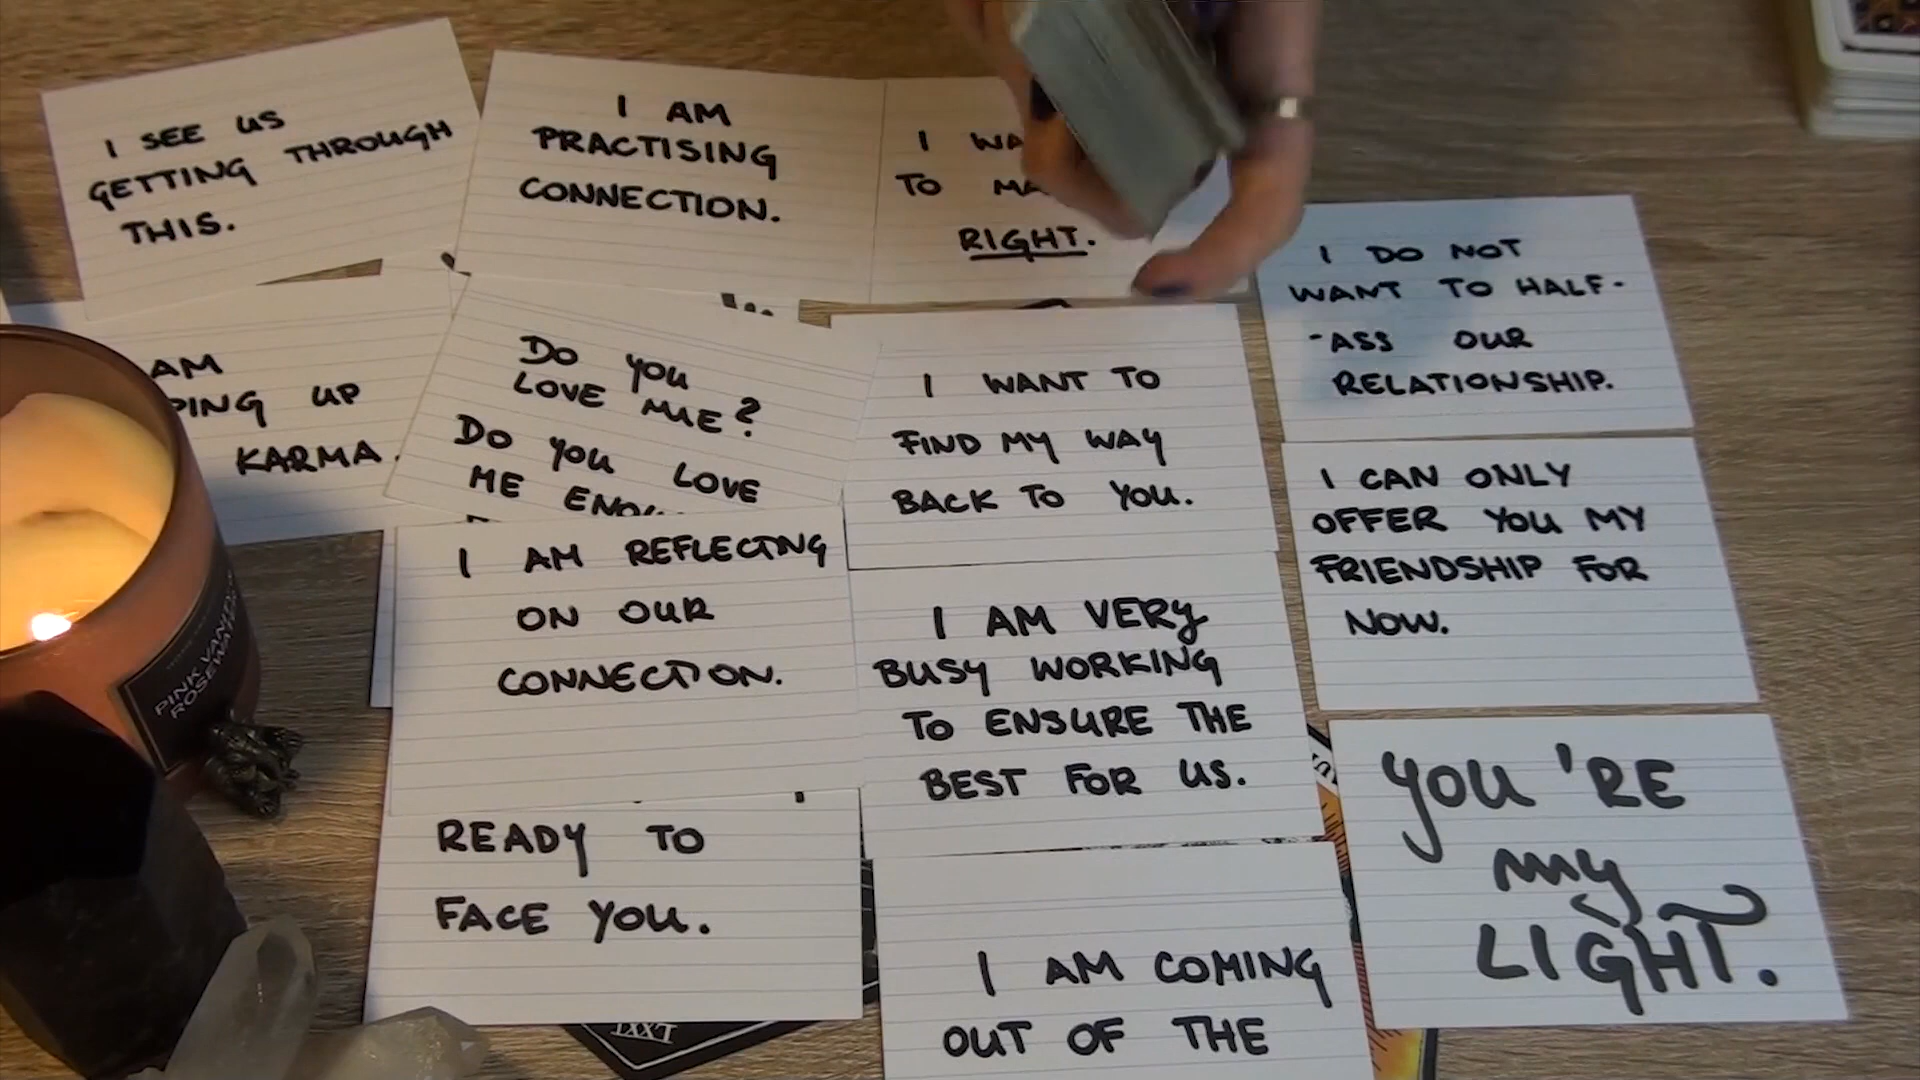 I SEE US
GETTING THROUGH
THIS.
I AM
PRACTISING
CONNECTION.
I
TO
RIGHT.
I DO NOT
WANT TO HALF-
-ASS OUR
RELATIONSHIP.
AM
UP
KARMA.
DO YOU
LOVE ME?
DO YOU LOVE
ME
I WANT TO
FIND MY WAY
BACK TO YOU.
I CAN ONLY
OFFER YOU MY
FRIENDSHIP FOR
NOW.
I AM REFLECTING
ON OUR
CONNECTION.
I AM VERY
BUSY WORKING
TO ENSURE THE
BEST FOR US.
YOU'RE
my
LIGHT.
READY TO
FACE YOU.
I AM COMING
OUT OF THE
PINK
LXXI